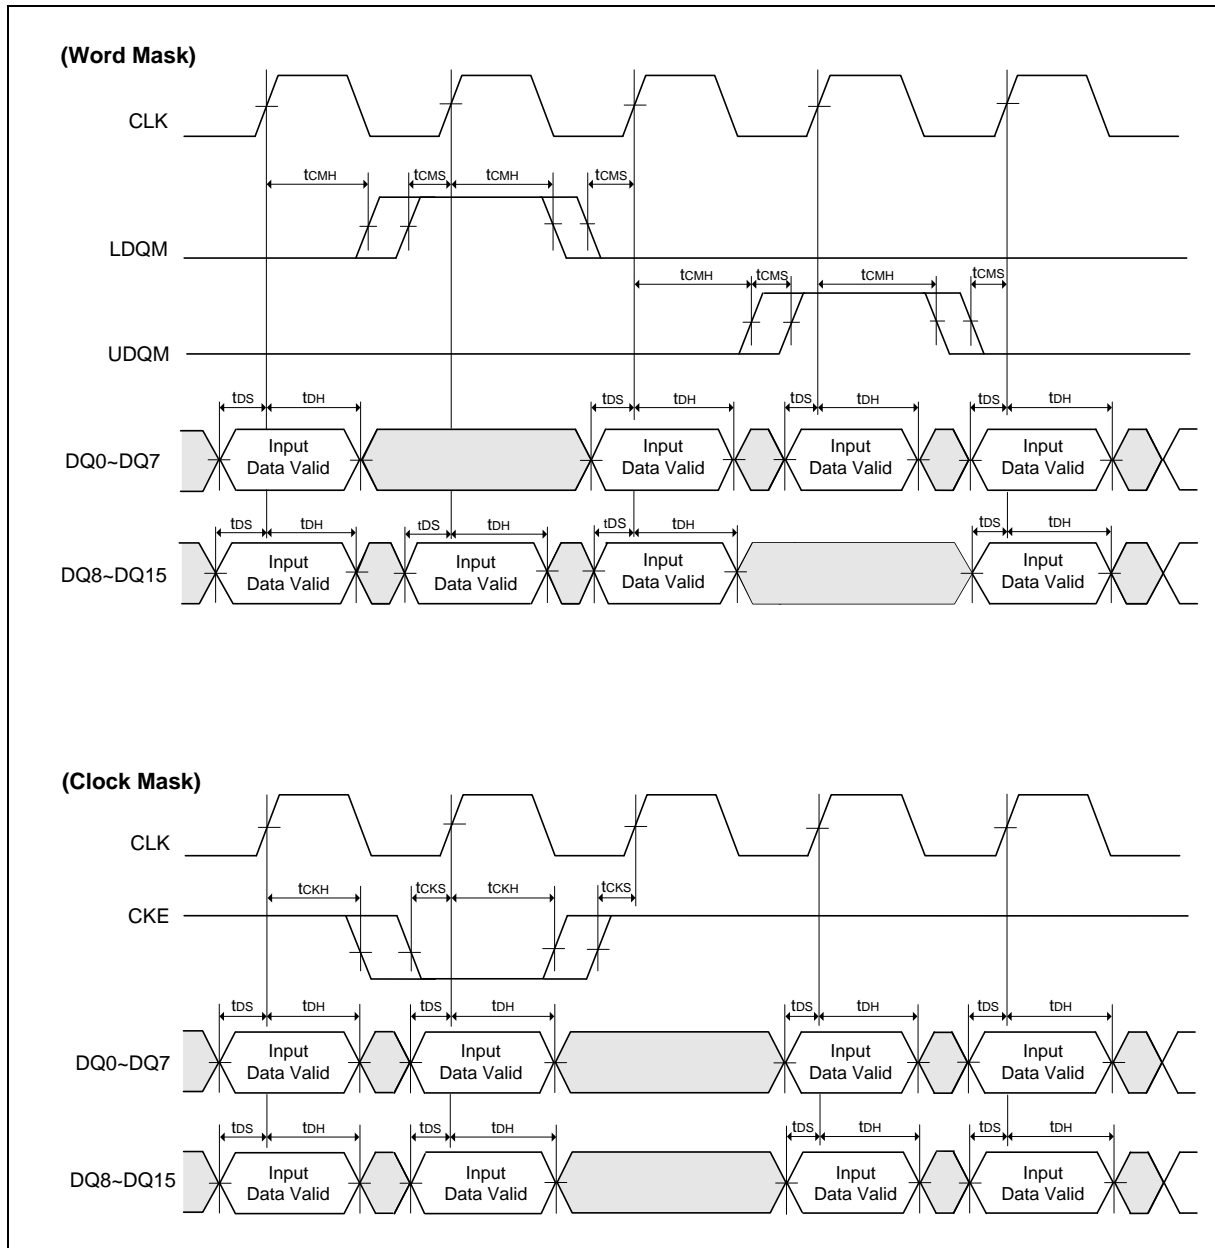 (Word Mask)
CLK
tCMH tCMS tCMH tCMS
LDQM
tCMH tCMS tCMH tCMS
UDQM
tDS tDH tDS tDH tDS tDH tDS tDH
DQ0~DQ7
Input Data Valid
Input Data Valid
Input Data Valid
Input Data Valid
tDS tDH tDS tDH tDS tDH tDS tDH
DQ8~DQ15
Input Data Valid
Input Data Valid
Input Data Valid
Input Data Valid
(Clock Mask)
CLK
tCKH tCKS tCKH tCKS
CKE
tDS tDH tDS tDH tDS tDH tDS tDH
DQ0~DQ7
Input Data Valid
Input Data Valid
Input Data Valid
Input Data Valid
tDS tDH tDS tDH tDS tDH tDS tDH
DQ8~DQ15
Input Data Valid
Input Data Valid
Input Data Valid
Input Data Valid